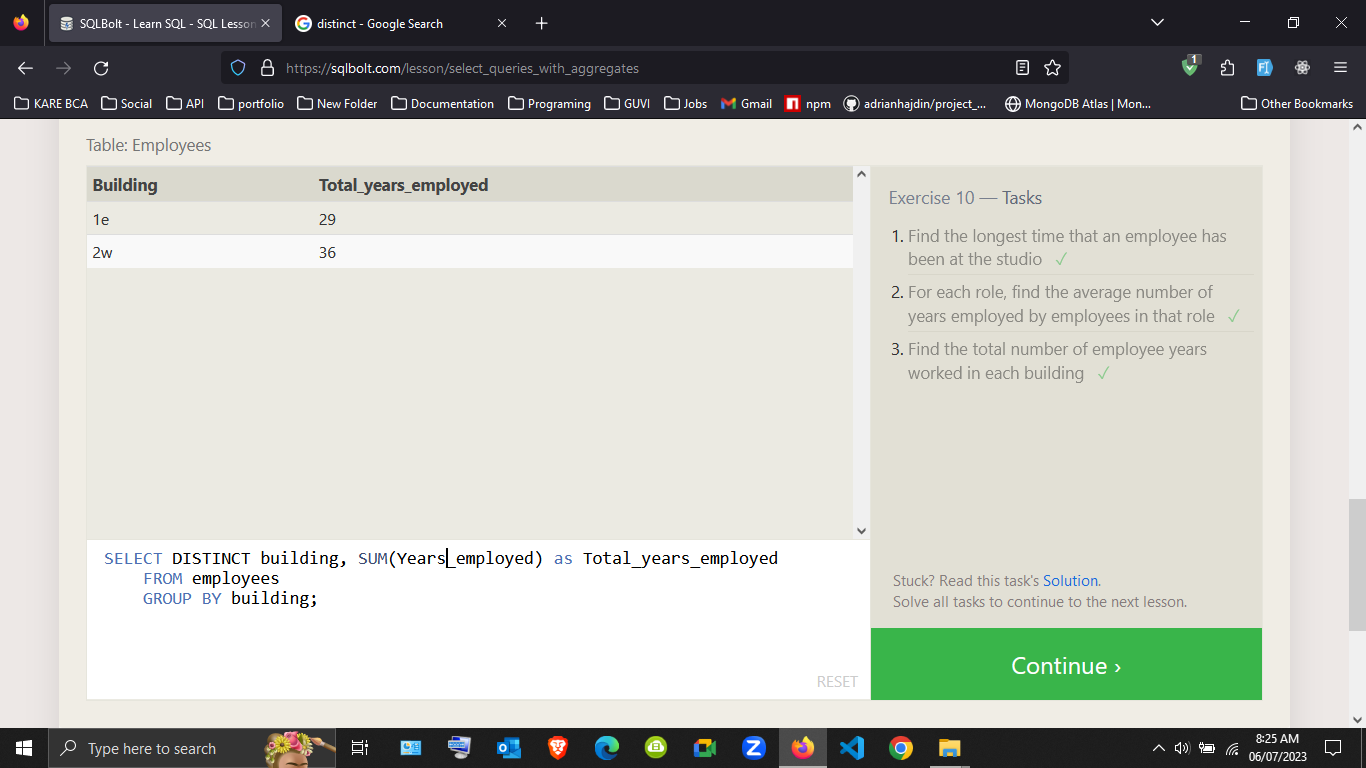 SQLBolt - Learn SQL - SQL Lesson
distinct - Google Search
https://sqlbolt.com/lesson/select_queries_with_aggregates
1
KARE BCA
Social
API
portfolio
New Folder
Documentation
Programing
GUVI
Jobs
Gmail
npm
adrianhajdin/project_...
MongoDB Atlas | Mon...
Other Bookmarks
Table: Employees
Building Total_years_employed
1e 29
2w 36
SELECT DISTINCT building, SUM(Years_employed) as Total_years_employed
FROM employees
GROUP BY building;
RESET
Exercise 10 — Tasks
1. Find the longest time that an employee has
been at the studio ✓
2. For each role, find the average number of
years employed by employees in that role ✓
3. Find the total number of employee years
worked in each building ✓
Stuck? Read this task's Solution.
Solve all tasks to continue to the next lesson.
Continue ›
Type here to search
8:25 AM
06/07/2023